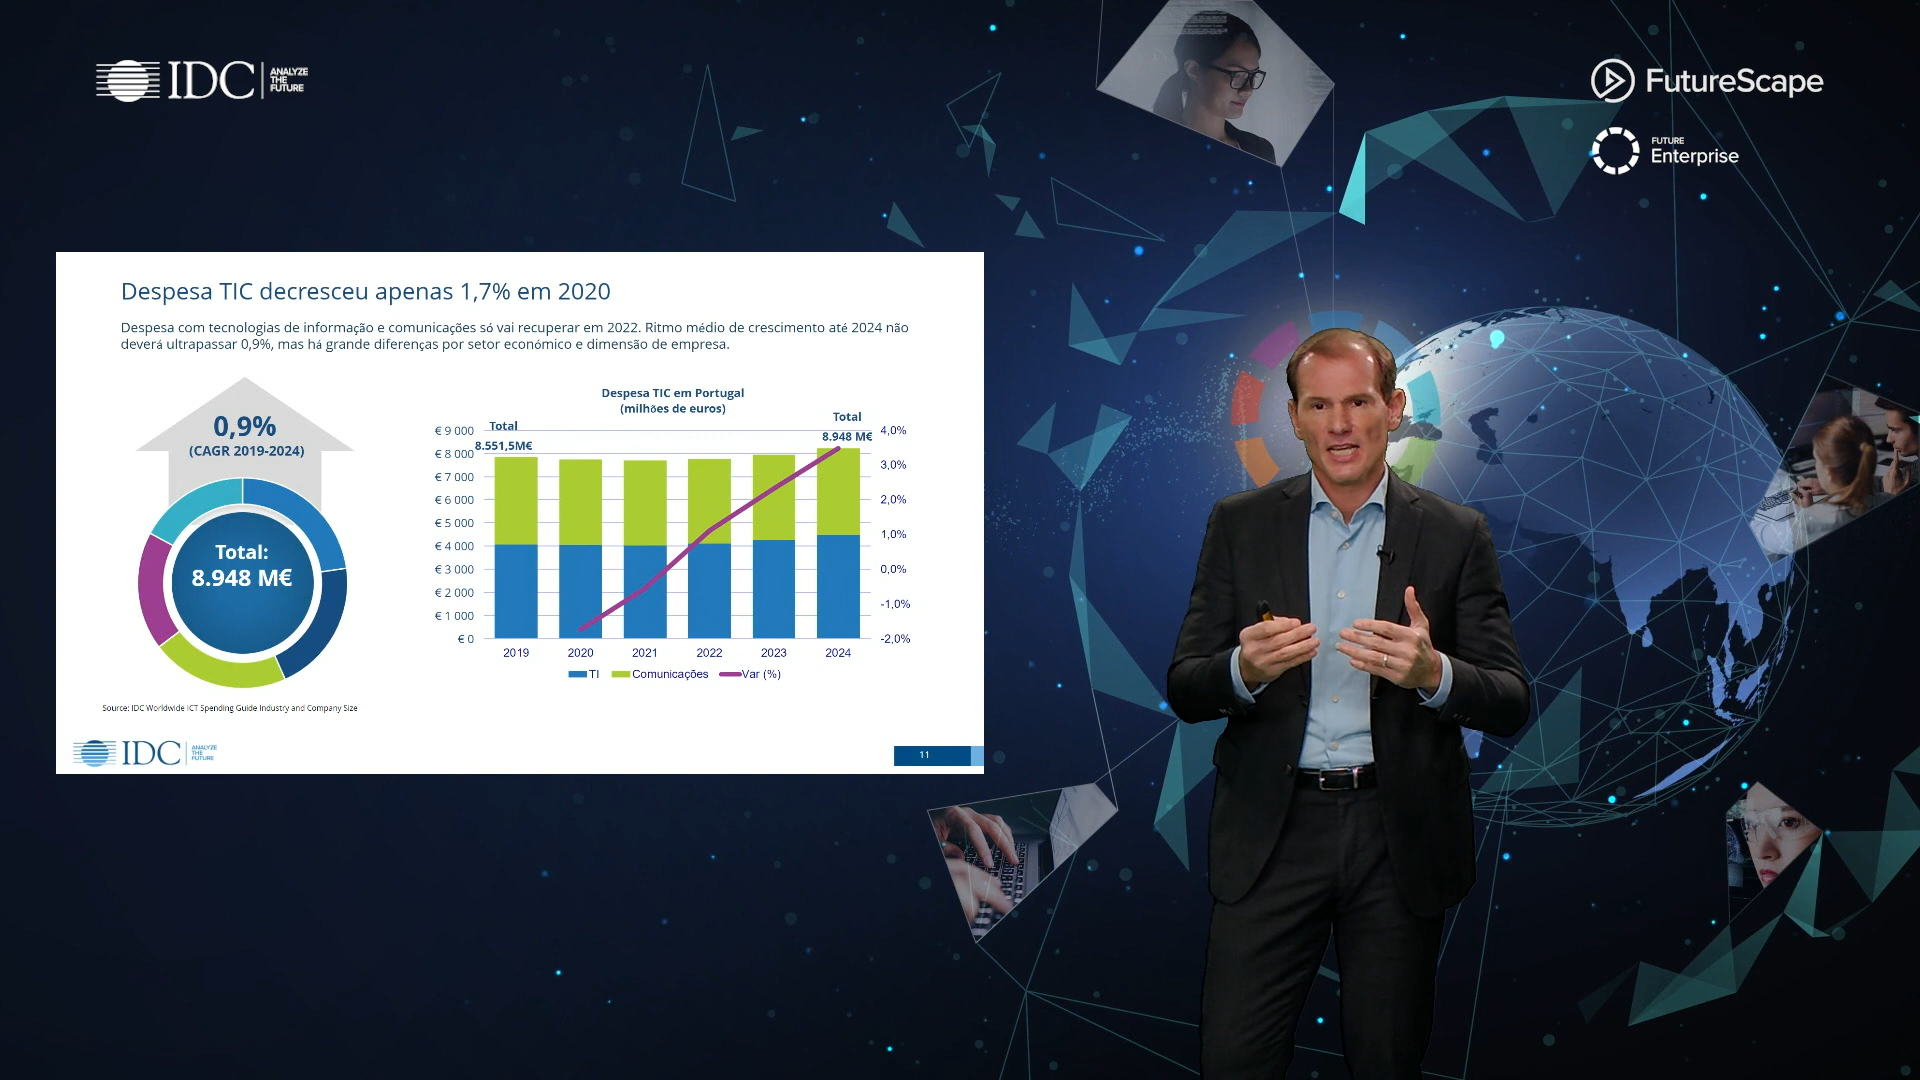 IDC
ANALYZE
THE
FUTURE
FutureScape
FUTURE
Enterprise
Despesa TIC decresceu apenas 1,7% em 2020
Despesa com tecnologias de informação e comunicações só vai recuperar em 2022. Ritmo médio de crescimento até 2024 não
deverá ultrapassar 0,9%, mas há grande diferenças por setor económico e dimensão de empresa.
0,9%
(CAGR 2019-2024)
Total:
8.948 M€
Source: IDC Worldwide ICT Spending Guide Industry and Company Size
Despesa TIC em Portugal
(milhões de euros)
Total
8.551,5M€
Total
8.948 M€
€ 9 000
€ 8 000
€ 7 000
€ 6 000
€ 5 000
€ 4 000
€ 3 000
€ 2 000
€ 1 000
€ 0
4,0%
3,0%
2,0%
1,0%
0,0%
-1,0%
-2,0%
2019 2020 2021 2022 2023 2024
TI Comunicações Var (%)
IDC
ANALYZE
THE
FUTURE
11